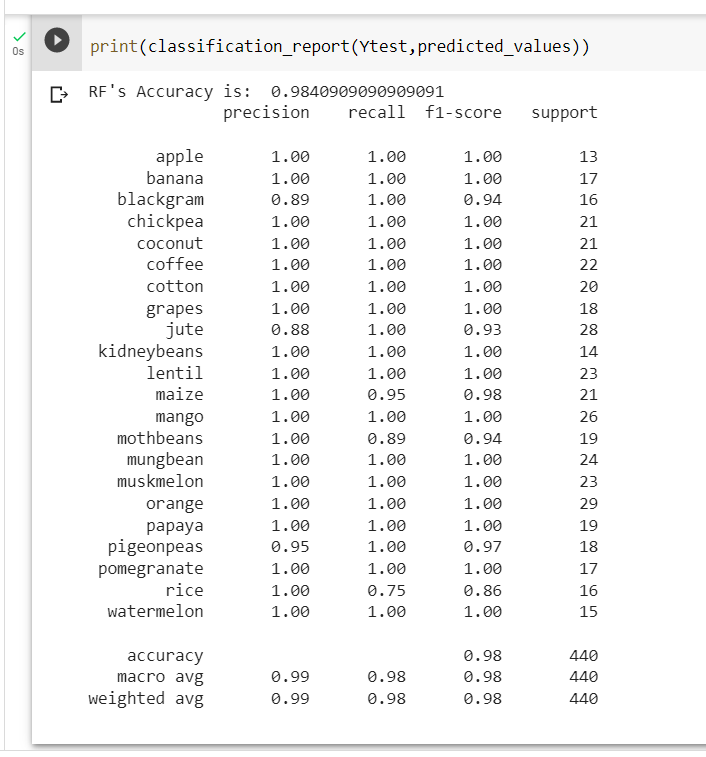 print(classification_report(Ytest,predicted_values))
0s
RF's Accuracy is: 0.9840909090909091
precision recall f1-score support
apple 1.00 1.00 1.00 13
banana 1.00 1.00 1.00 17
blackgram 0.89 1.00 0.94 16
chickpea 1.00 1.00 1.00 21
coconut 1.00 1.00 1.00 21
coffee 1.00 1.00 1.00 22
cotton 1.00 1.00 1.00 20
grapes 1.00 1.00 1.00 18
jute 0.88 1.00 0.93 28
kidneybeans 1.00 1.00 1.00 14
lentil 1.00 1.00 1.00 23
maize 1.00 0.95 0.98 21
mango 1.00 1.00 1.00 26
mothbeans 1.00 0.89 0.94 19
mungbean 1.00 1.00 1.00 24
muskmelon 1.00 1.00 1.00 23
orange 1.00 1.00 1.00 29
papaya 1.00 1.00 1.00 19
pigeonpeas 0.95 1.00 0.97 18
pomegranate 1.00 1.00 1.00 17
rice 1.00 0.75 0.86 16
watermelon 1.00 1.00 1.00 15
accuracy 0.98 440
macro avg 0.99 0.98 0.98 440
weighted avg 0.99 0.98 0.98 440